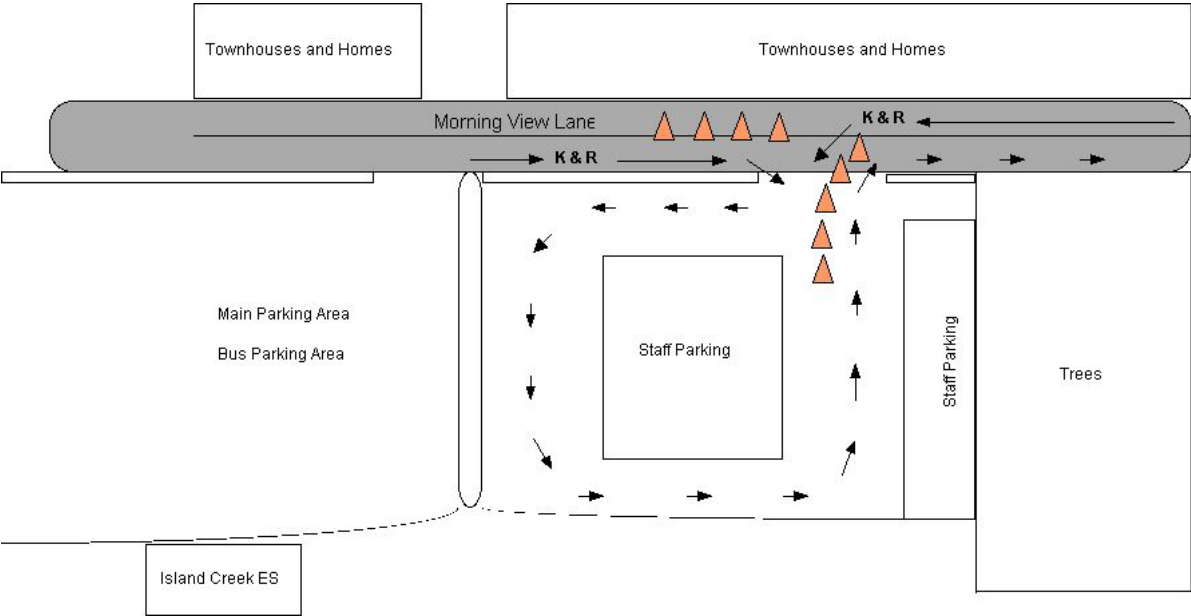 Townhouses and Homes
Townhouses and Homes
Morning View Lane
K & R
K & R
Main Parking Area
Bus Parking Area
Staff Parking
Staff Parking
Trees
Island Creek ES